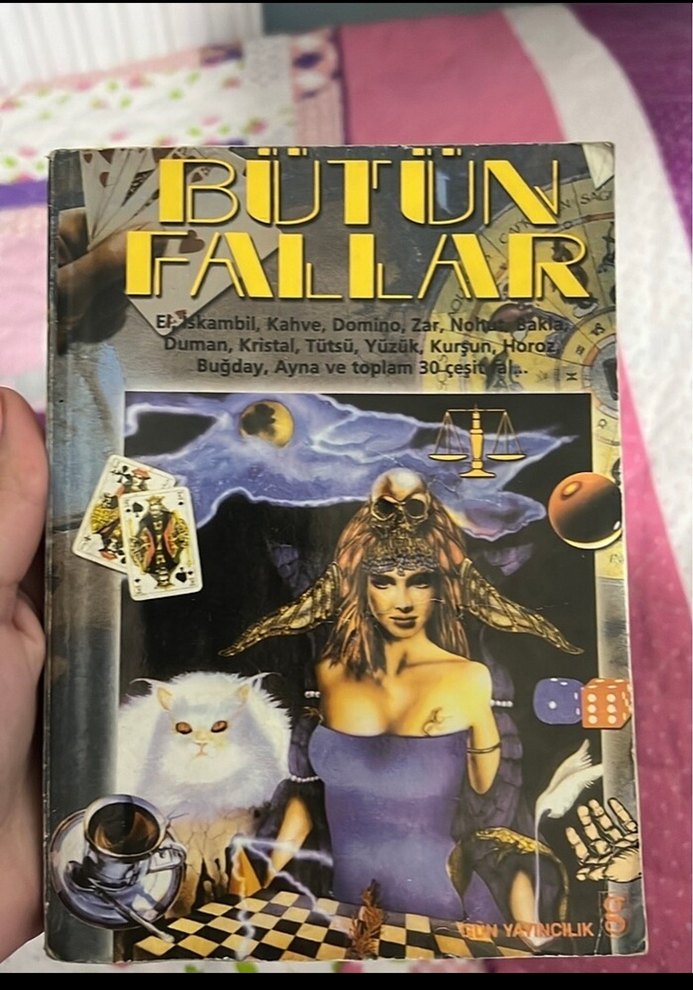 BÜTÜN
FALLAR
El, İskambil, Kahve, Domino, Zar, Nohut, Bakla,
Duman, Kristal, Tütsü, Yüzük, Kurşun, Horoz,
Buğday, Ayna ve toplam 30 çeşit fal...
GÜN YAYINCILIK